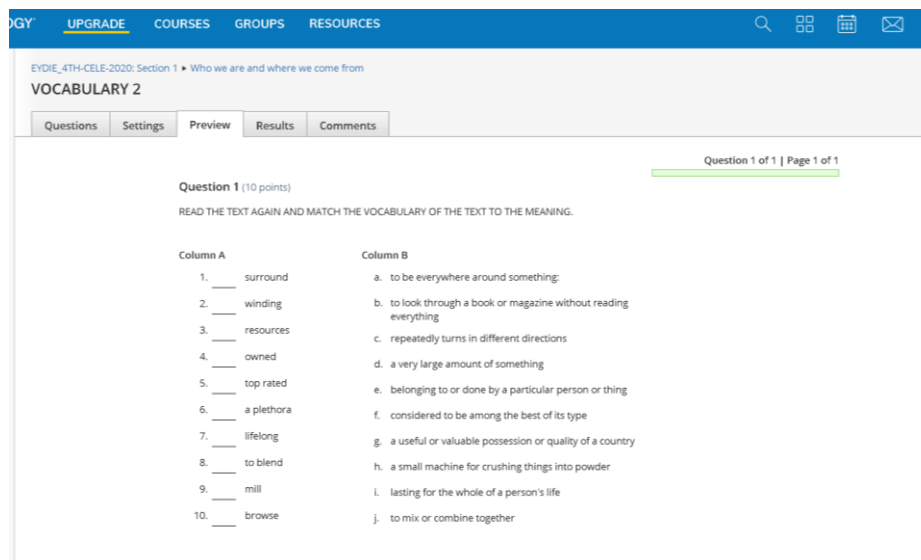 OGY UPGRADE COURSES GROUPS RESOURCES
EYDIE_4TH-CELE-2020: Section 1 ▸ Who we are and where we come from
VOCABULARY 2
Questions Settings Preview Results Comments
Question 1 of 1 | Page 1 of 1
Question 1 (10 points)
READ THE TEXT AGAIN AND MATCH THE VOCABULARY OF THE TEXT TO THE MEANING.
Column A
1. ____ surround
2. ____ winding
3. ____ resources
4. ____ owned
5. ____ top rated
6. ____ a plethora
7. ____ lifelong
8. ____ to blend
9. ____ mill
10. ____ browse
Column B
a. to be everywhere around something:
b. to look through a book or magazine without reading
everything
c. repeatedly turns in different directions
d. a very large amount of something
e. belonging to or done by a particular person or thing
f. considered to be among the best of its type
g. a useful or valuable possession or quality of a country
h. a small machine for crushing things into powder
i. lasting for the whole of a person's life
j. to mix or combine together